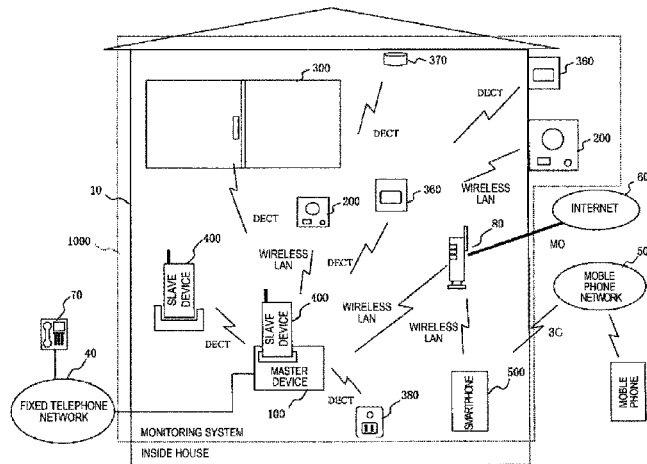 370
360
300
DECT
DECT
200
10
WIRELESS LAN
360
60
200
80
INTERNET
1000
DECT
400
WIRELESS LAN
MO
50
DECT
400
70
SLAVE DEVICE
SLAVE DEVICE
WIRELESS LAN
WIRELESS LAN
MOBLE PHONE NETWORK
40
DECT
3G
500
MASTER DEVICE
DECT
FIXED TELEPHONE NETWORK
100
380
SMARTPHONE
MOBLE PHONE
MONITORING SYSTEM
INSIDE HOUSE